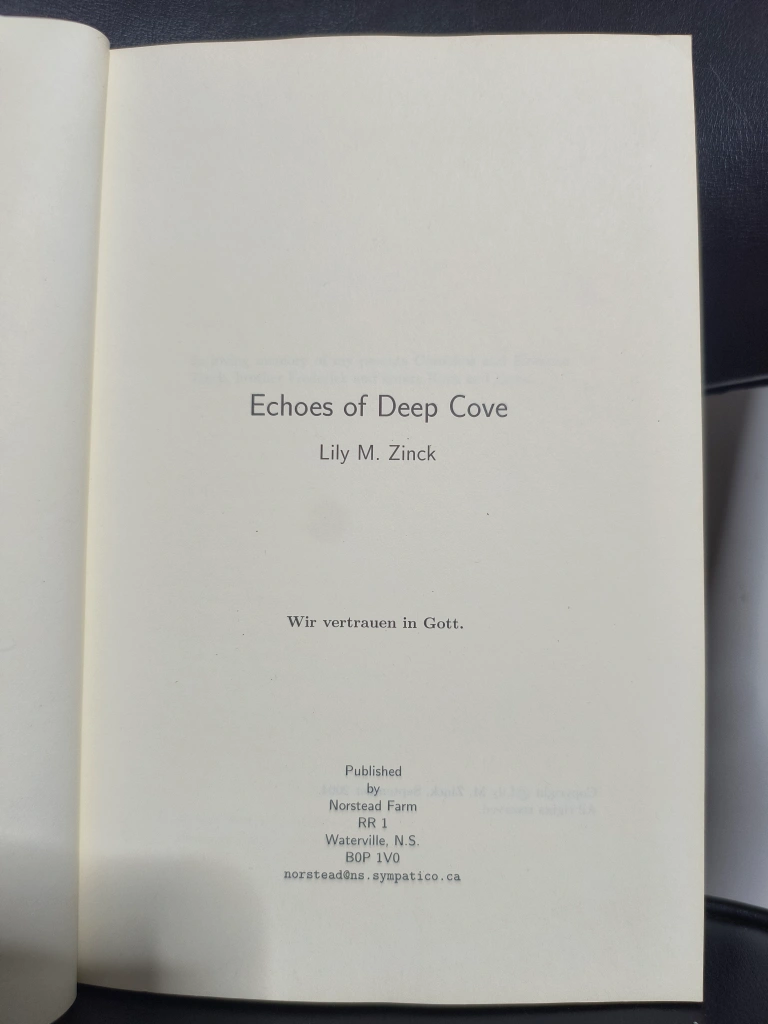 Echoes of Deep Cove
Lily M. Zinck
Wir vertrauen in Gott.
Published
by
Norstead Farm
RR 1
Waterville, N.S.
B0P 1V0
norstead@ns.sympatico.ca